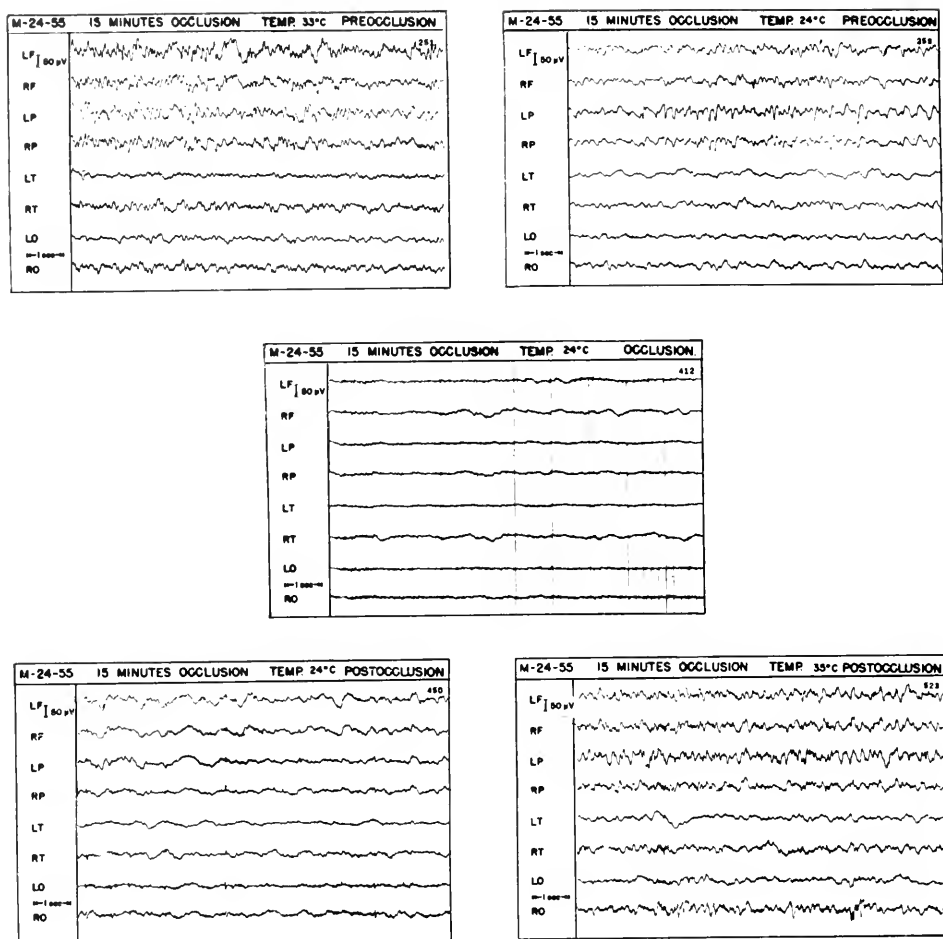 M-24-55 15 MINUTES OCCLUSION TEMP. 33°C PREOCCLUSION
251
LF 50 µV
RF
LP
RP
LT
RT
LO
1 sec
RO
M-24-55 15 MINUTES OCCLUSION TEMP. 24°C PREOCCLUSION
LF 50 µV
RF
LP
RP
LT
RT
LO
1 sec
RO
M-24-55 15 MINUTES OCCLUSION TEMP. 24°C OCCLUSION.
412
LF 50 µV
RF
LP
RP
LT
RT
LO
1 sec
RO
M-24-55 15 MINUTES OCCLUSION TEMP. 24°C POSTOCCLUSION
450
LF 50 µV
RF
LP
RP
LT
RT
LO
1 sec
RO
M-24-55 15 MINUTES OCCLUSION TEMP. 35°C POSTOCCLUSION
523
LF 50 µV
RF
LP
RP
LT
RT
LO
1 sec
RO